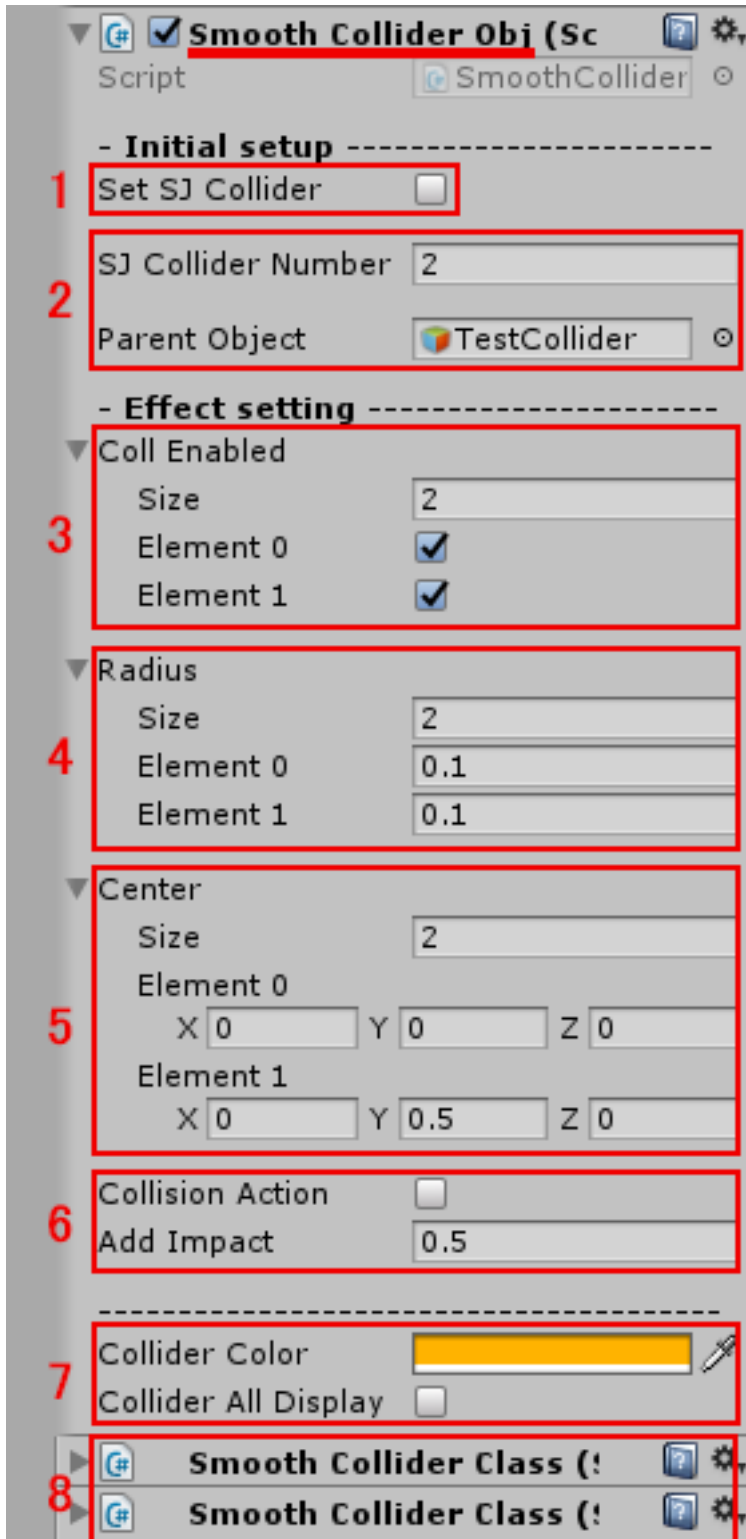 Smooth Collider Obj (Sc
Script SmoothCollider
- Initial setup -----------------------
1 Set SJ Collider
2
SJ Collider Number 2
Parent Object TestCollider
- Effect setting ----------------------
3
Coll Enabled
Size 2
Element 0
Element 1
4
Radius
Size 2
Element 0 0.1
Element 1 0.1
5
Center
Size 2
Element 0
X 0 Y 0 Z 0
Element 1
X 0 Y 0.5 Z 0
6
Collision Action
Add Impact 0.5
---------------------------------------
7
Collider Color
Collider All Display
8
Smooth Collider Class (
Smooth Collider Class (